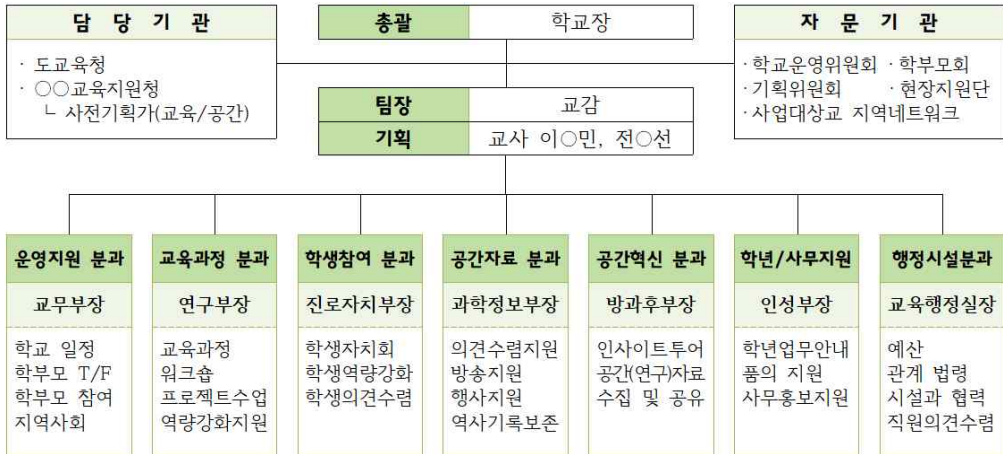 담 당 기 관
· 도교육청
· ○○교육지원청
└ 사전기획가(교육/공간)
총괄 학교장
팀장 교감
기획 교사 이○민, 전○선
자 문 기 관
·학교운영위원회 ·학부모회
·기획위원회 ·현장지원단
·사업대상교 지역네트워크
운영지원 분과
교무부장
학교 일정
학부모 T/F
학부모 참여
지역사회
교육과정 분과
연구부장
교육과정
워크숍
프로젝트수업
역량강화지원
학생참여 분과
진로자치부장
학생자치회
학생역량강화
학생의견수렴
공간자료 분과
과학정보부장
의견수렴지원
방송지원
행사지원
역사기록보존
공간혁신 분과
방과후부장
인사이트투어
공간(연구)자료
수집 및 공유
학년/사무지원
인성부장
학년업무안내
품의 지원
사무홍보지원
행정시설분과
교육행정실장
예산
관계 법령
시설과 협력
직원의견수렴